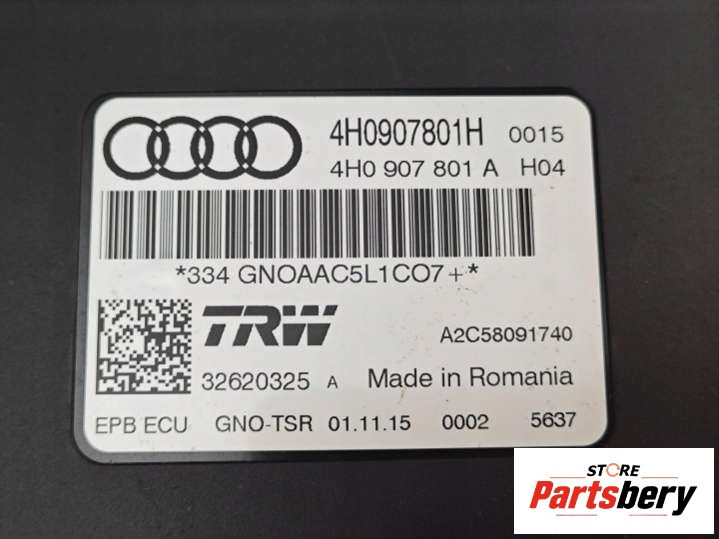 4H0907801H 0015
4H0 907 801 A H04
*334 GNOAAC5L1CO7+*
TRW A2C58091740
32620325 A Made in Romania
EPB ECU GNO-TSR 01.11.15 0002 5637
STORE
Partsbery